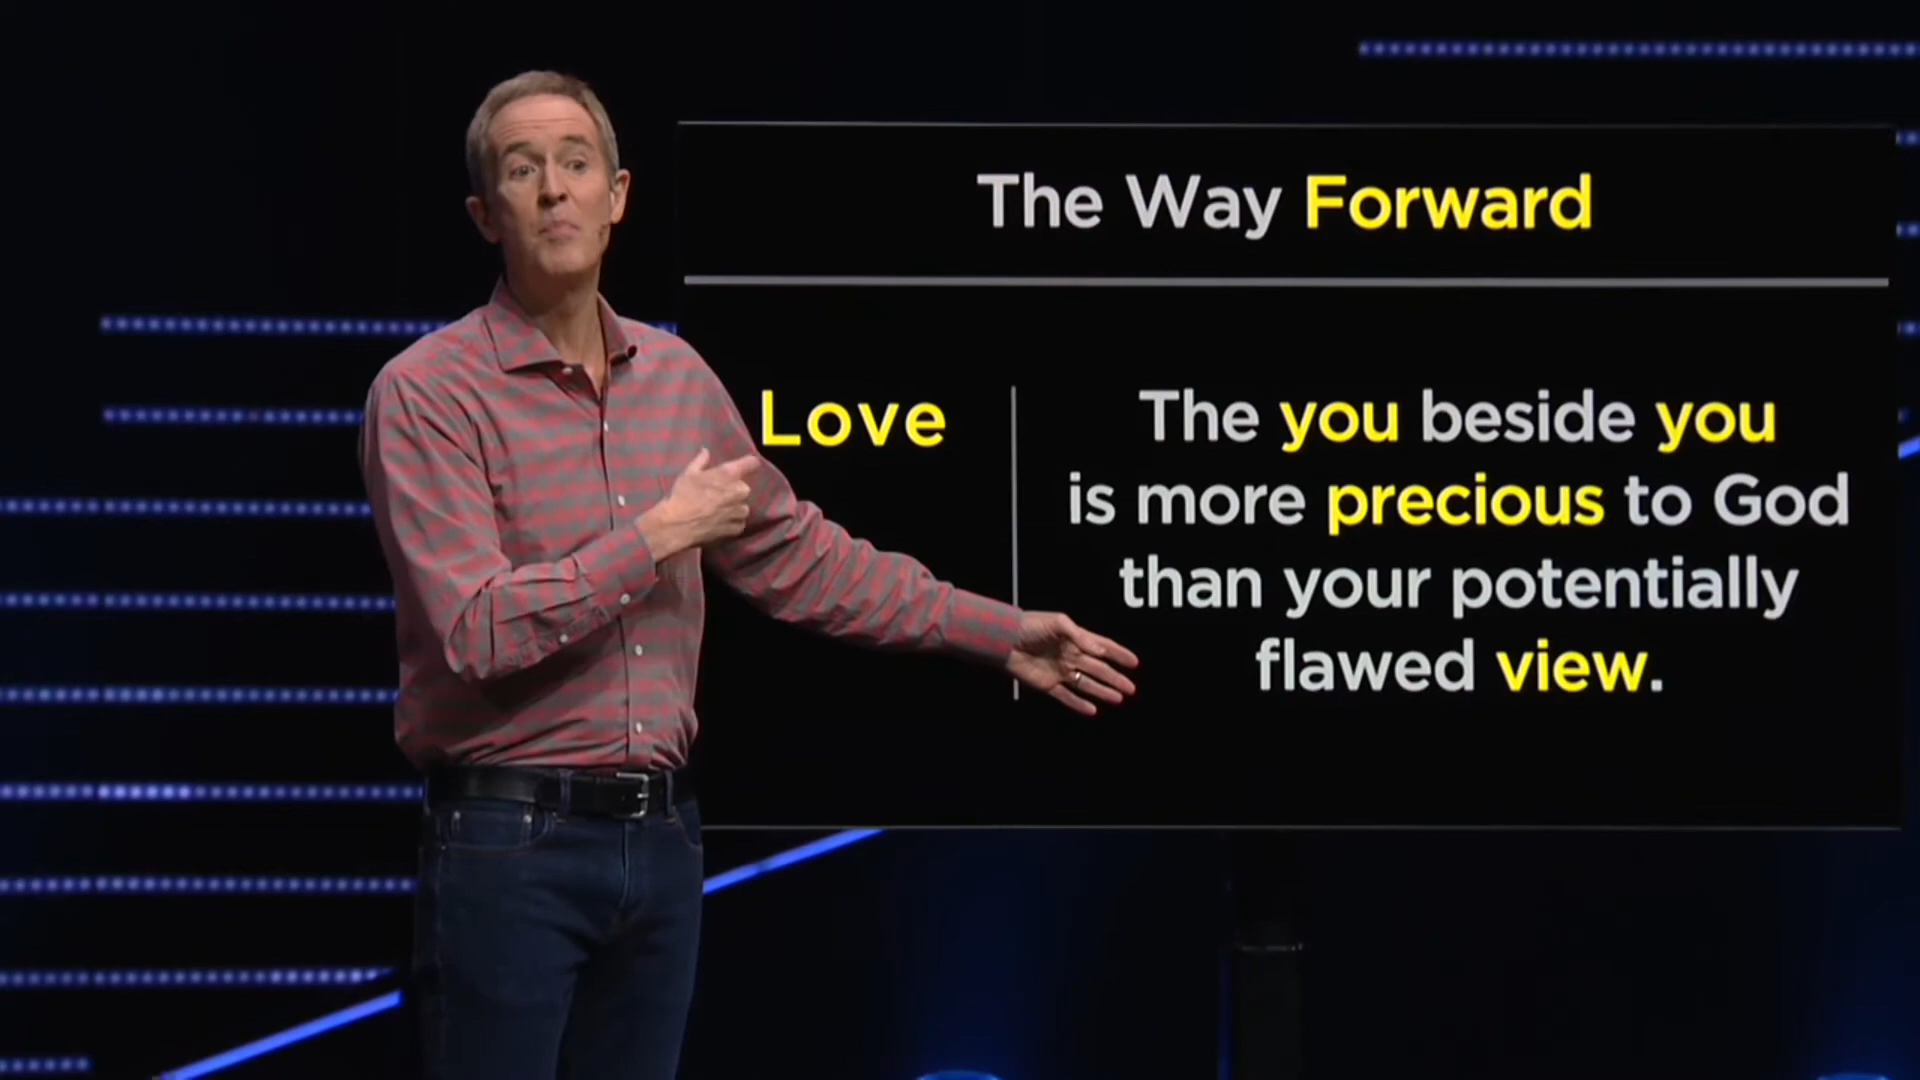 The Way Forward
Love
The you beside you
is more precious to God
than your potentially
flawed view.